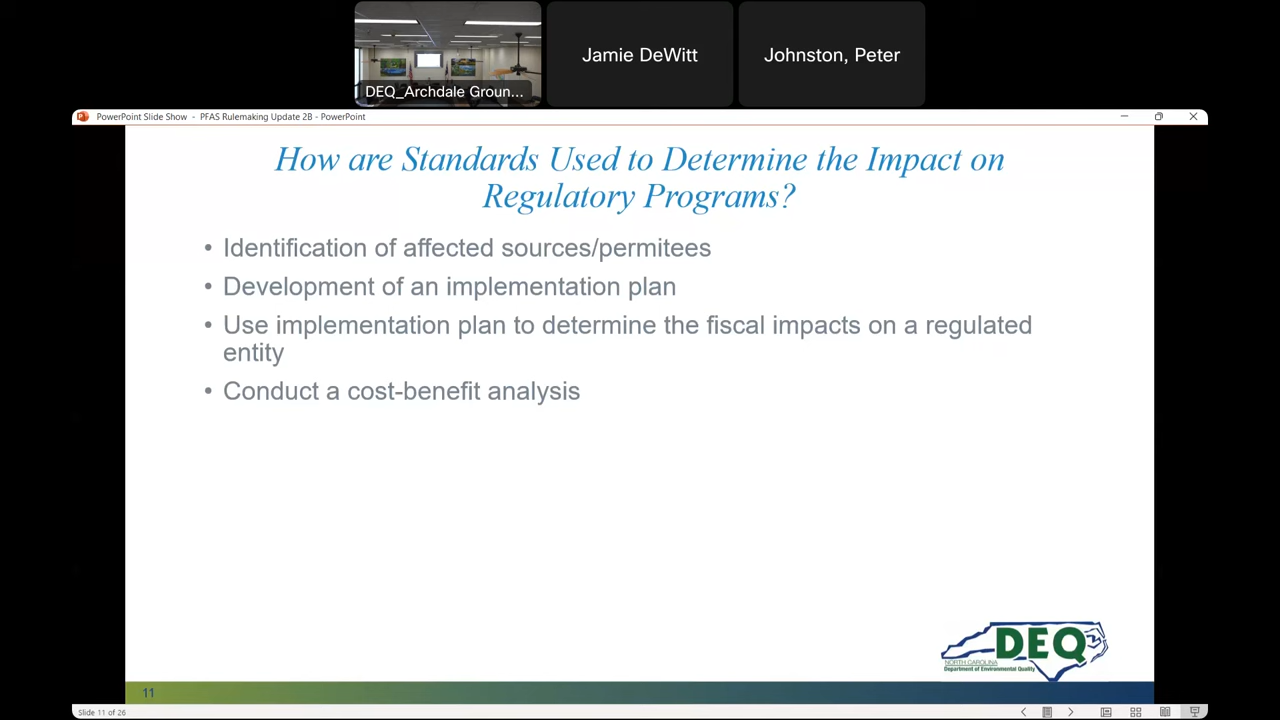 DEQ_Archdale Groun...
Jamie DeWitt
Johnston, Peter
PowerPoint Slide Show - PFAS Rulemaking Update 2B - PowerPoint
How are Standards Used to Determine the Impact on
Regulatory Programs?
• Identification of affected sources/permitees
• Development of an implementation plan
• Use implementation plan to determine the fiscal impacts on a regulated
entity
• Conduct a cost-benefit analysis
DEQ
NORTH CAROLINA
Department of Environmental Quality
11
Slide 11 of 26